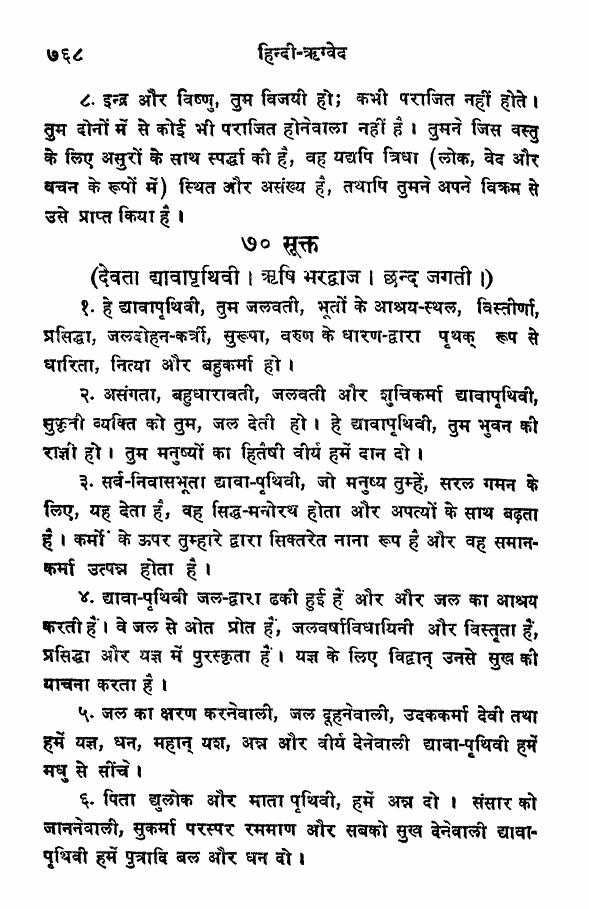 ७६८ हिन्दी-ऋग्वेद
८. इन्द्र और विष्णु, तुम विजयी हो; कभी पराजित नहीं होते।
तुम दोनों में से कोई भी पराजित होनेवाला नहीं है। तुमने जिस वस्तु
के लिए असुरों के साथ स्पर्द्धा की है, वह यद्यपि त्रिधा (लोक, वेद और
वचन के रूपों में) स्थित और असंख्य है, तथापि तुमने अपने विक्रम से
उसे प्राप्त किया है।
७० सूक्त
(देवता द्यावापृथिवी। ऋषि भरद्वाज। छन्द जगती।)
१. हे द्यावापृथिवी, तुम जलवती, भूतों के आश्रय-स्थल, विस्तीर्णा,
प्रसिद्धा, जलदोहन-कर्त्री, सुरूपा, वरुण के धारण-द्वारा पृथक् रूप से
धारिता, नित्या और बहुकर्मा हो।
२. असंगता, बहुधारावती, जलवती और शुचिकर्मा द्यावापृथिवी,
सुकृती व्यक्ति को तुम, जल देती हो। हे द्यावापृथिवी, तुम भुवन की
राज्ञी हो। तुम मनुष्यों का हितैषी वीर्य हमें दान दो।
३. सर्व-निवासभूता द्यावा-पृथिवी, जो मनुष्य तुम्हें, सरल गमन के
लिए, यह देता है, वह सिद्ध-मनोरथ होता और अपत्यों के साथ बढ़ता
है। कर्मों के ऊपर तुम्हारे द्वारा सिक्तरेत नाना रूप है और वह समान-
कर्मा उत्पन्न होता है।
४. द्यावा-पृथिवी जल-द्वारा ढकी हुई हैं और और जल का आश्रय
करती हैं। वे जल से ओत प्रोत हैं, जलवर्षाविधायिनी और विस्तृता हैं,
प्रसिद्धा और यज्ञ में पुरस्कृता हैं। यज्ञ के लिए विद्वान् उनसे सुख की
याचना करता है।
५. जल का क्षरण करनेवाली, जल दूहनेवाली, उदककर्मा देवी तथा
हमें यज्ञ, धन, महान् यश, अन्न और वीर्य देनेवाली द्यावा-पृथिवी हमें
मधु से सींचे।
६. पिता द्युलोक और माता पृथिवी, हमें अन्न दो। संसार को
जाननेवाली, सुकर्मा परस्पर रममाण और सबको सुख देनेवाली द्यावा-
पृथिवी हमें पुत्रादि बल और धन दो।